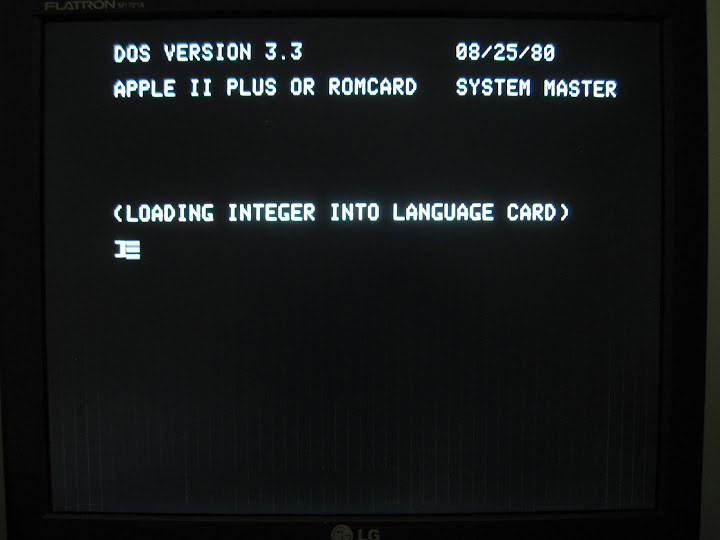 FLATRON M1721A
DOS VERSION 3.3 08/25/80
APPLE II PLUS OR ROMCARD SYSTEM MASTER
(LOADING INTEGER INTO LANGUAGE CARD)
LG